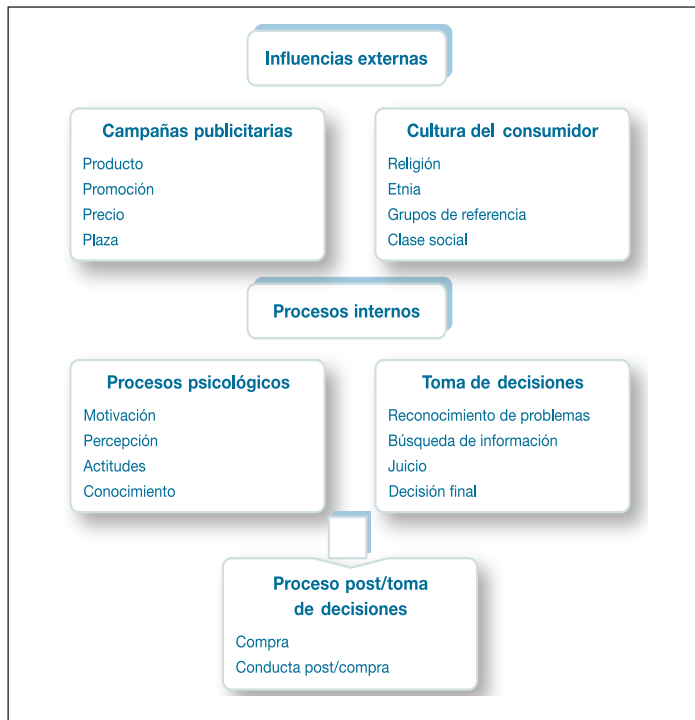 Influencias externas
Campañas publicitarias
Producto
Promoción
Precio
Plaza
Cultura del consumidor
Religión
Etnia
Grupos de referencia
Clase social
Procesos internos
Procesos psicológicos
Motivación
Percepción
Actitudes
Conocimiento
Toma de decisiones
Reconocimiento de problemas
Búsqueda de información
Juicio
Decisión final
Proceso post/toma
de decisiones
Compra
Conducta post/compra